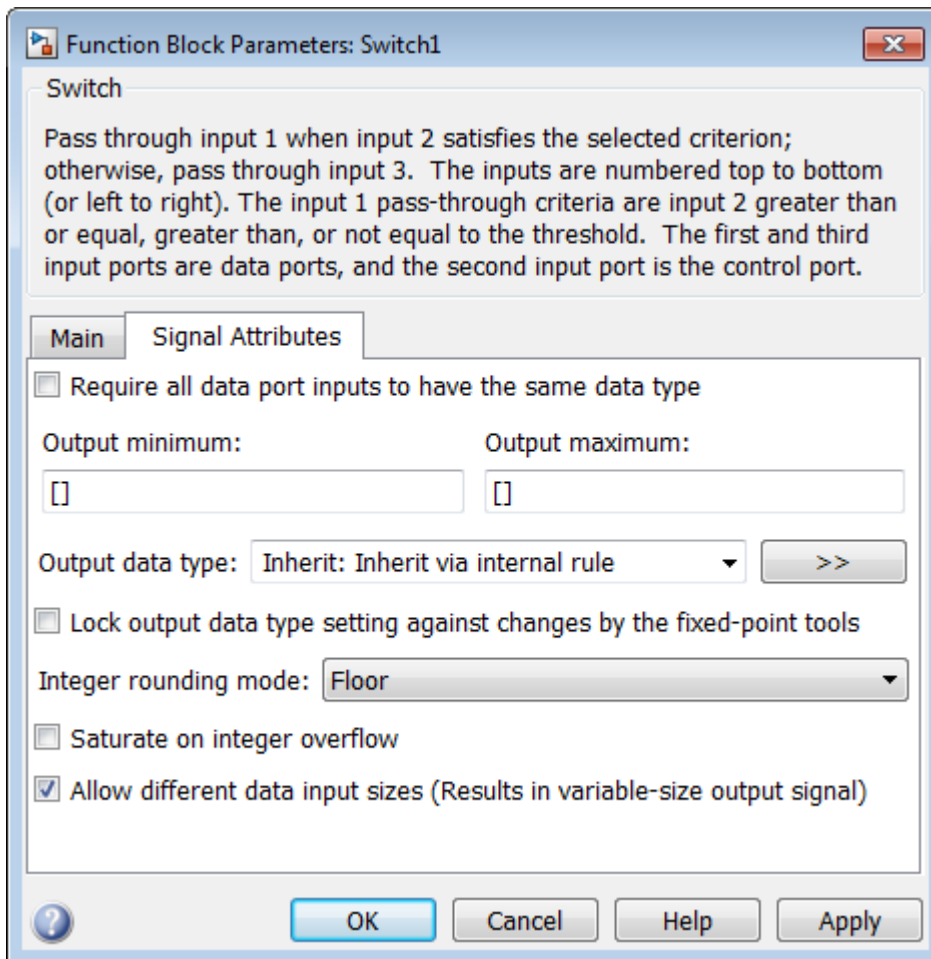 Function Block Parameters: Switch1
Switch
Pass through input 1 when input 2 satisfies the selected criterion;
otherwise, pass through input 3.  The inputs are numbered top to bottom
(or left to right). The input 1 pass-through criteria are input 2 greater than
or equal, greater than, or not equal to the threshold.  The first and third
input ports are data ports, and the second input port is the control port.
Main Signal Attributes
Require all data port inputs to have the same data type
Output minimum: Output maximum:
[] []
Output data type: Inherit: Inherit via internal rule >>
Lock output data type setting against changes by the fixed-point tools
Integer rounding mode: Floor
Saturate on integer overflow
Allow different data input sizes (Results in variable-size output signal)
? OK Cancel Help Apply